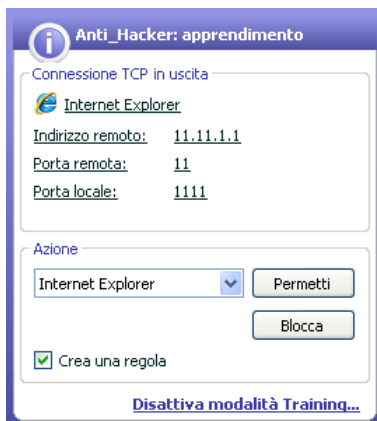 Anti_Hacker: apprendimento
Connessione TCP in uscita
Internet Explorer
Indirizzo remoto: 11.11.1.1
Porta remota: 11
Porta locale: 1111
Azione
Internet Explorer Permetti
Blocca
Crea una regola
Disattiva modalità Training...